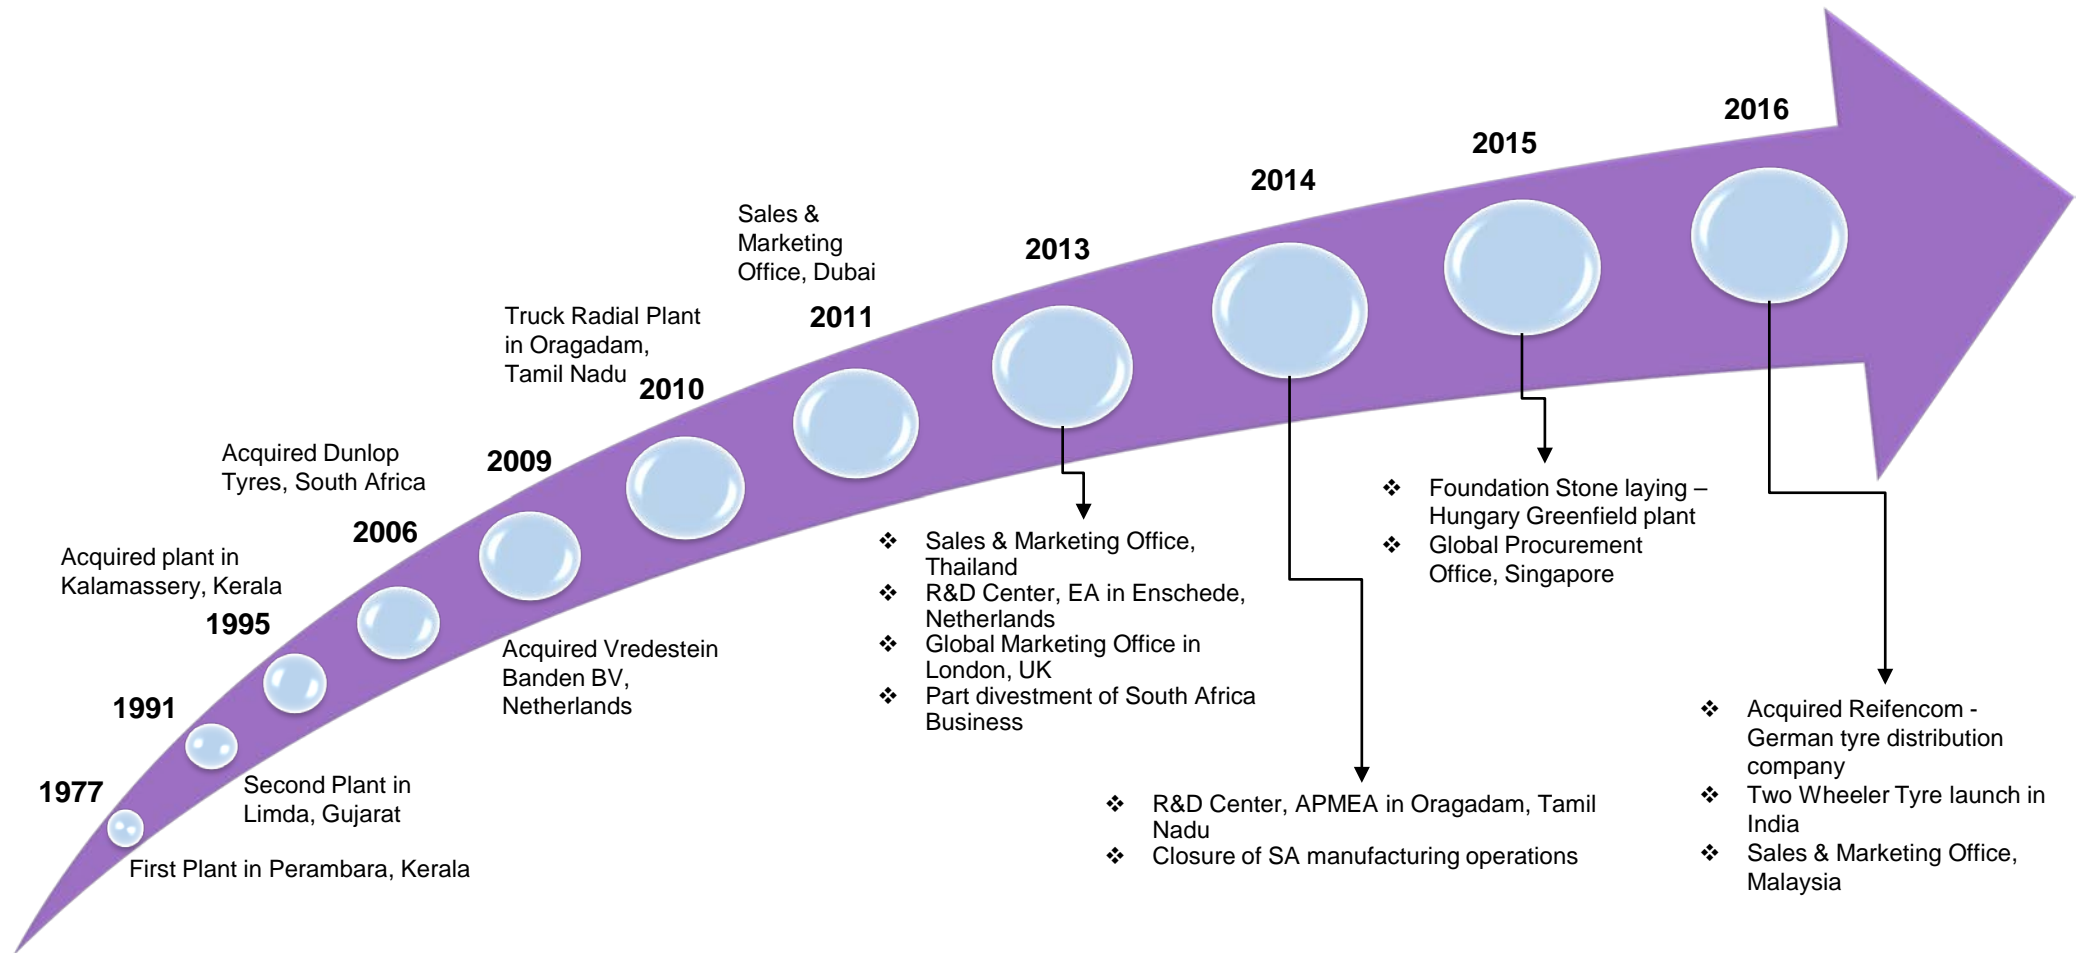 1977
First Plant in Perambara, Kerala
1991
Second Plant in
Limda, Gujarat
1995
Acquired plant in
Kalamassery, Kerala
2006
Acquired Dunlop
Tyres, South Africa
2009
Acquired Vredestein
Banden BV,
Netherlands
2010
Truck Radial Plant
in Oragadam,
Tamil Nadu
2011
Sales &
Marketing
Office, Dubai
2013
❖ Sales & Marketing Office,
Thailand
❖ R&D Center, EA in Enschede,
Netherlands
❖ Global Marketing Office in
London, UK
❖ Part divestment of South Africa
Business
2014
❖ R&D Center, APMEA in Oragadam, Tamil
Nadu
❖ Closure of SA manufacturing operations
2015
❖ Foundation Stone laying –
Hungary Greenfield plant
❖ Global Procurement
Office, Singapore
2016
❖ Acquired Reifencom -
German tyre distribution
company
❖ Two Wheeler Tyre launch in
India
❖ Sales & Marketing Office,
Malaysia